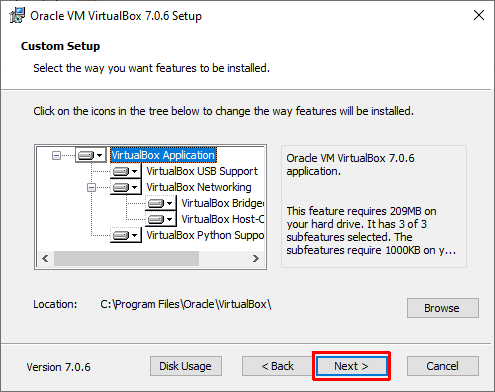 Oracle VM VirtualBox 7.0.6 Setup
Custom Setup
Select the way you want features to be installed.
Click on the icons in the tree below to change the way features will be installed.
VirtualBox Application
VirtualBox USB Support
VirtualBox Networking
VirtualBox Bridge
VirtualBox Host-C
VirtualBox Python Suppo
Oracle VM VirtualBox 7.0.6
application.
This feature requires 209MB on
your hard drive. It has 3 of 3
subfeatures selected. The
subfeatures require 1000KB on y...
Location:
C:\Program Files\Oracle\VirtualBox\
Browse
Version 7.0.6
Disk Usage
< Back
Next >
Cancel